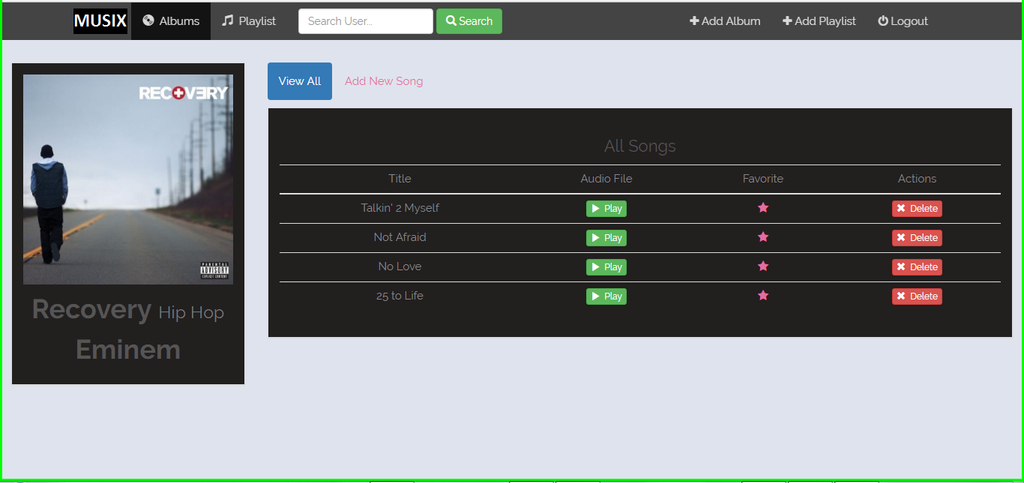 MUSIX Albums Playlist Search User... Search Add Album Add Playlist Logout
RECOVERY
PARENTAL
ADVISORY
EXPLICIT CONTENT
Recovery Hip Hop
Eminem
View All Add New Song
All Songs
Title Audio File Favorite Actions
Talkin' 2 Myself Play Delete
Not Afraid Play Delete
No Love Play Delete
25 to Life Play Delete